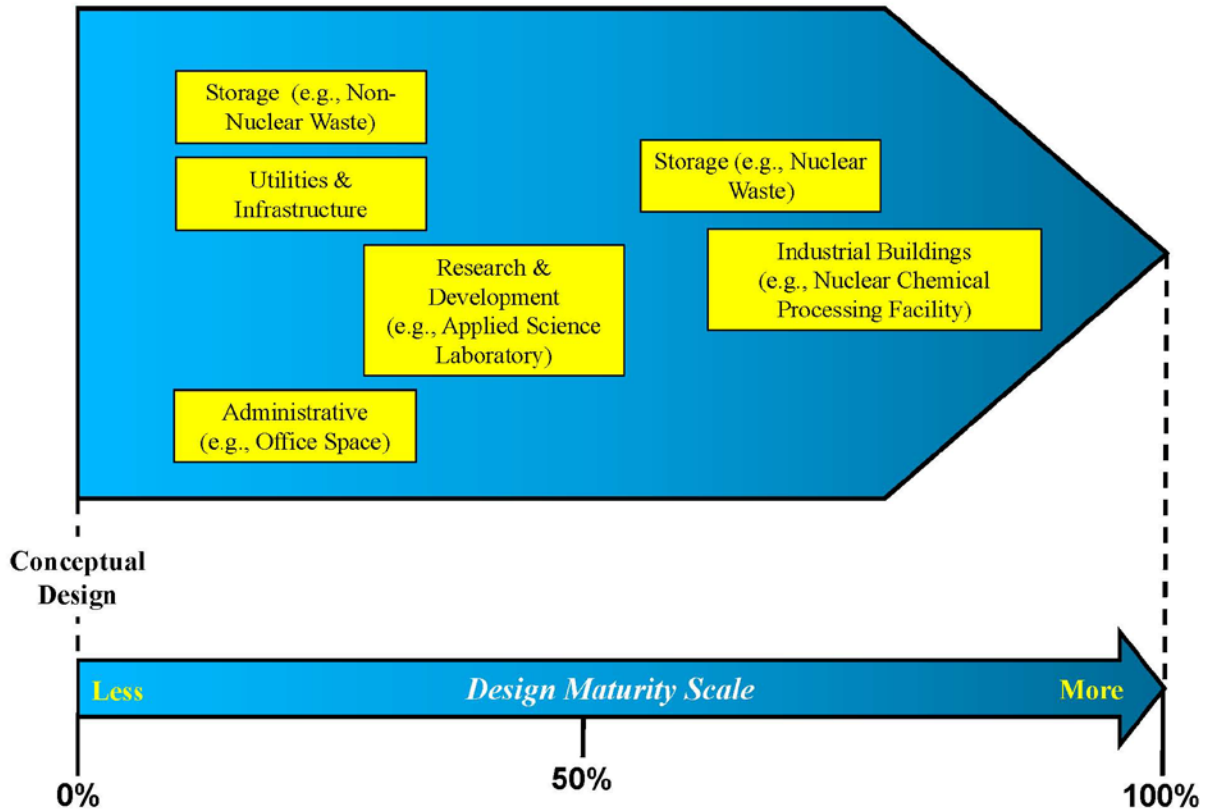 Storage (e.g., Non-
Nuclear Waste)
Utilities &
Infrastructure
Storage (e.g., Nuclear
Waste)
Research &
Development
(e.g., Applied Science
Laboratory)
Industrial Buildings
(e.g., Nuclear Chemical
Processing Facility)
Administrative
(e.g., Office Space)
Conceptual
Design
Less
Design Maturity Scale
More
0%
50%
100%